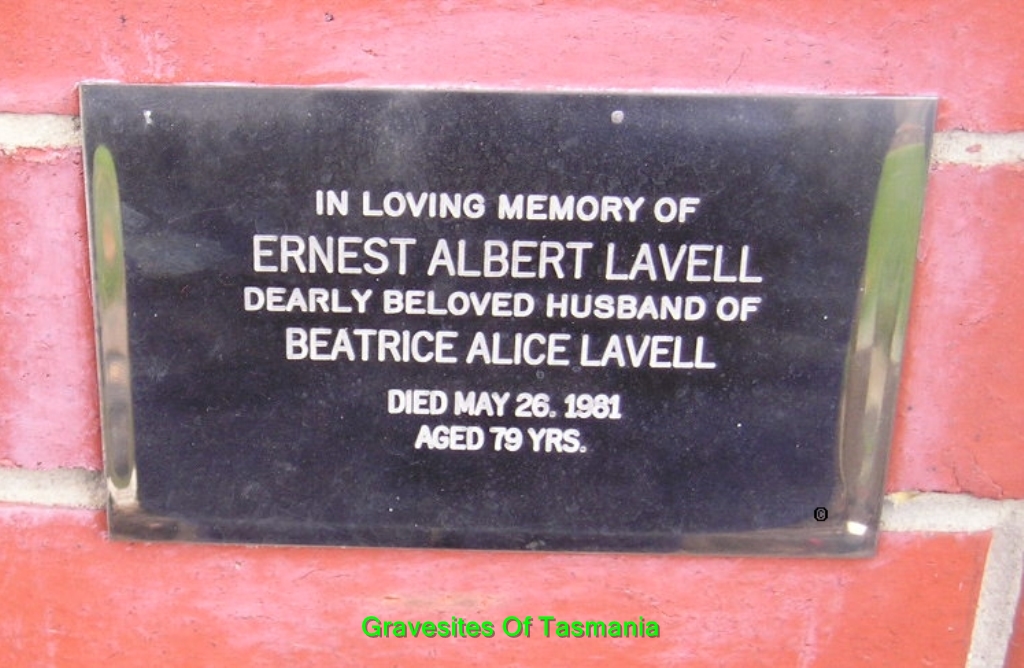 IN LOVING MEMORY OF
ERNEST ALBERT LAVELL
DEARLY BELOVED HUSBAND OF
BEATRICE ALICE LAVELL
DIED MAY 26. 1981
AGED 79 YRS.
©
Gravesites Of Tasmania